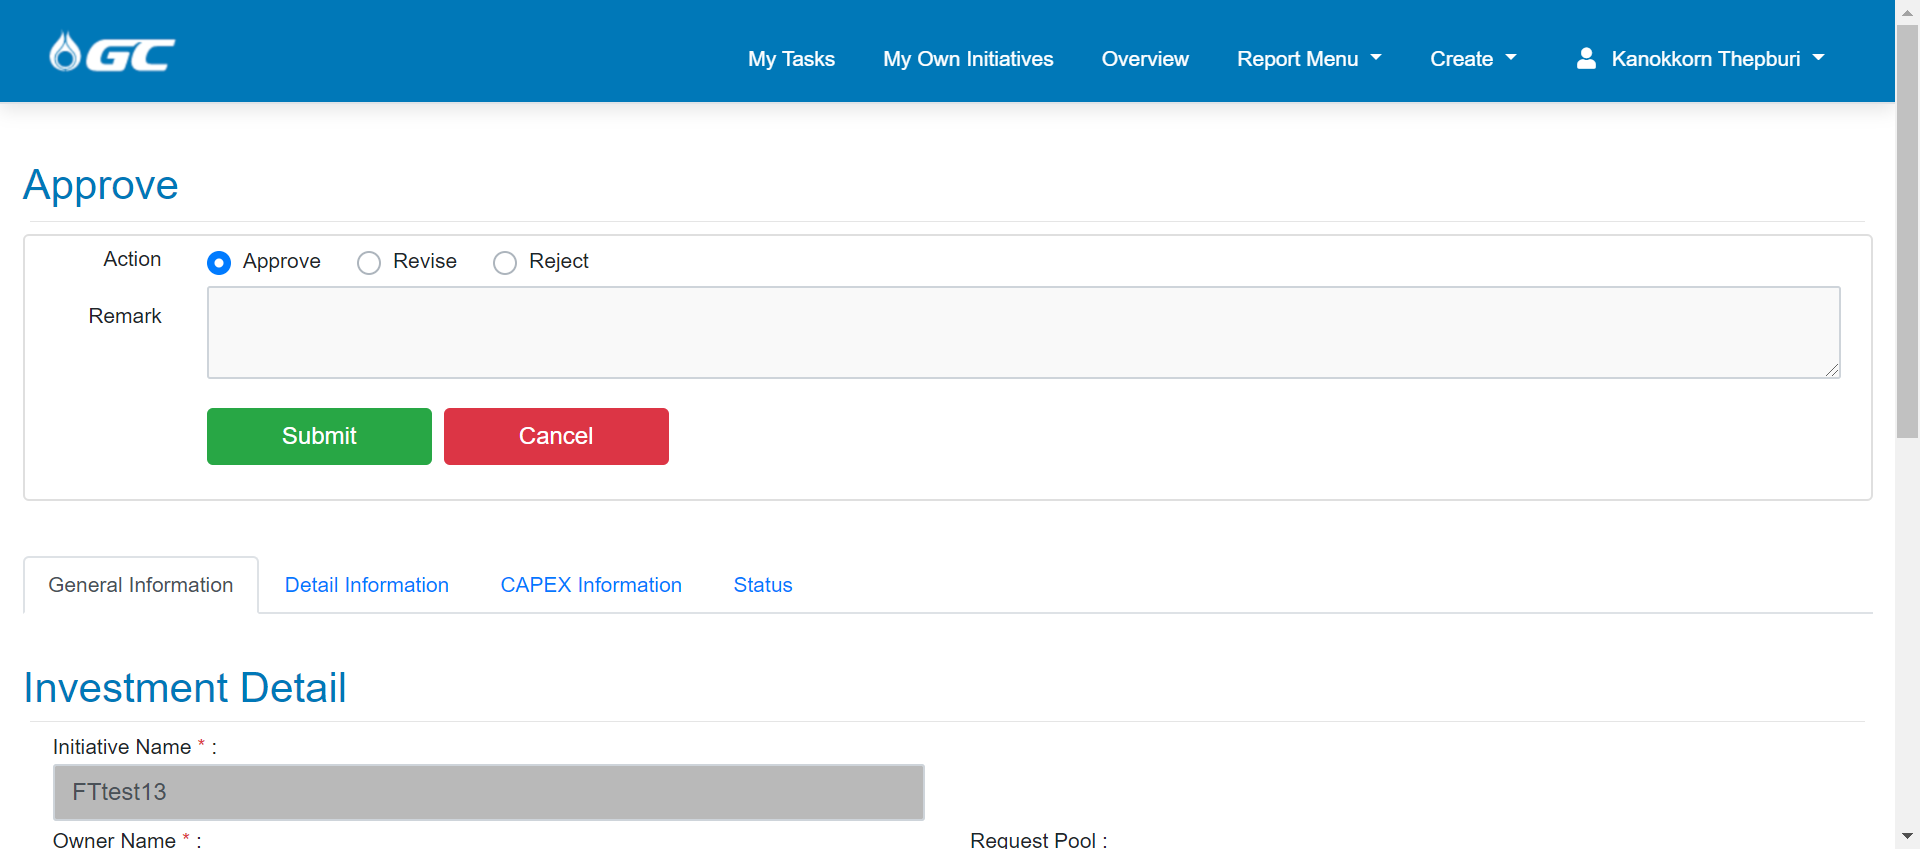 GC
My Tasks My Own Initiatives Overview Report Menu Create Kanokkorn Thepburi
Approve
Action Approve Revise Reject
Remark
Submit Cancel
General Information Detail Information CAPEX Information Status
Investment Detail
Initiative Name * :
FTtest13
Owner Name * : Request Pool :